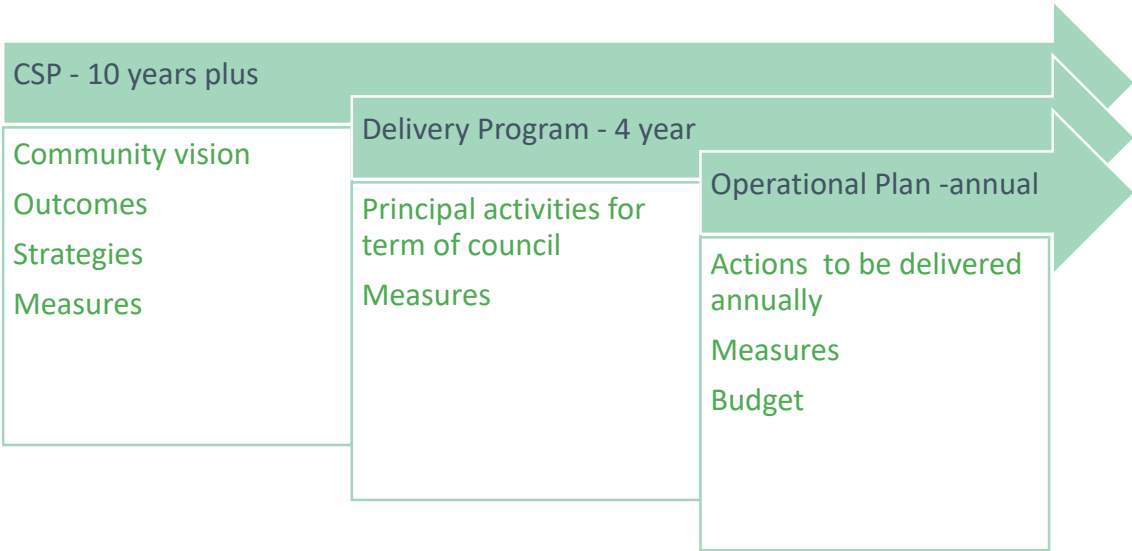 CSP - 10 years plus
Community vision
Outcomes
Strategies
Measures
Delivery Program - 4 year
Principal activities for
term of council
Measures
Operational Plan -annual
Actions  to be delivered
annually
Measures
Budget